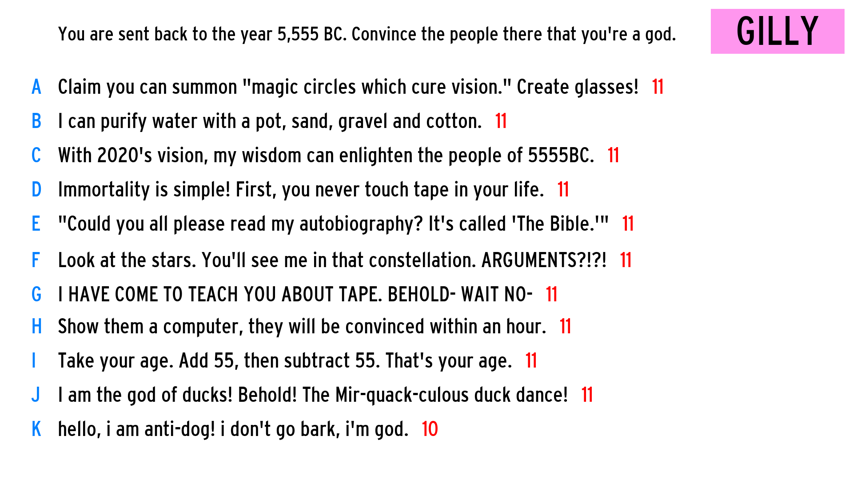 You are sent back to the year 5,555 BC. Convince the people there that you're a god.
GILLY
A Claim you can summon "magic circles which cure vision." Create glasses! 11
B I can purify water with a pot, sand, gravel and cotton. 11
C With 2020's vision, my wisdom can enlighten the people of 5555BC. 11
D Immortality is simple! First, you never touch tape in your life. 11
E "Could you all please read my autobiography? It's called 'The Bible.'" 11
F Look at the stars. You'll see me in that constellation. ARGUMENTS?!?! 11
G I HAVE COME TO TEACH YOU ABOUT TAPE. BEHOLD- WAIT NO- 11
H Show them a computer, they will be convinced within an hour. 11
I Take your age. Add 55, then subtract 55. That's your age. 11
J I am the god of ducks! Behold! The Mir-quack-culous duck dance! 11
K hello, i am anti-dog! i don't go bark, i'm god. 10